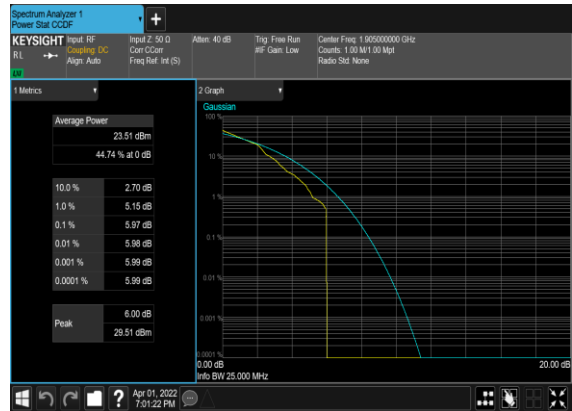 Spectrum Analyzer 1
Power Stat CCDF
KEYSIGHT
R L
Input: RF
Coupling: DC
Align: Auto
Input Z: 50 Ω
Corr CCorr
Freq Ref: Int (S)
Atten: 40 dB
Trig: Free Run
#IF Gain: Low
Center Freq: 1.905000000 GHz
Counts: 1.00 M/1.00 Mpt
Radio Std: None
1 Metrics
Average Power
23.51 dBm
44.74 % at 0 dB
10.0 % 2.70 dB
1.0 % 5.15 dB
0.1 % 5.97 dB
0.01 % 5.98 dB
0.001 % 5.99 dB
0.0001 % 5.99 dB
Peak
6.00 dB
29.51 dBm
2 Graph
Gaussian
100 %
10 %
1 %
0.1 %
0.01 %
0.001 %
0.0001 %
0.00 dB
20.00 dB
Info BW 25.000 MHz
Apr 01, 2022
7:01:22 PM